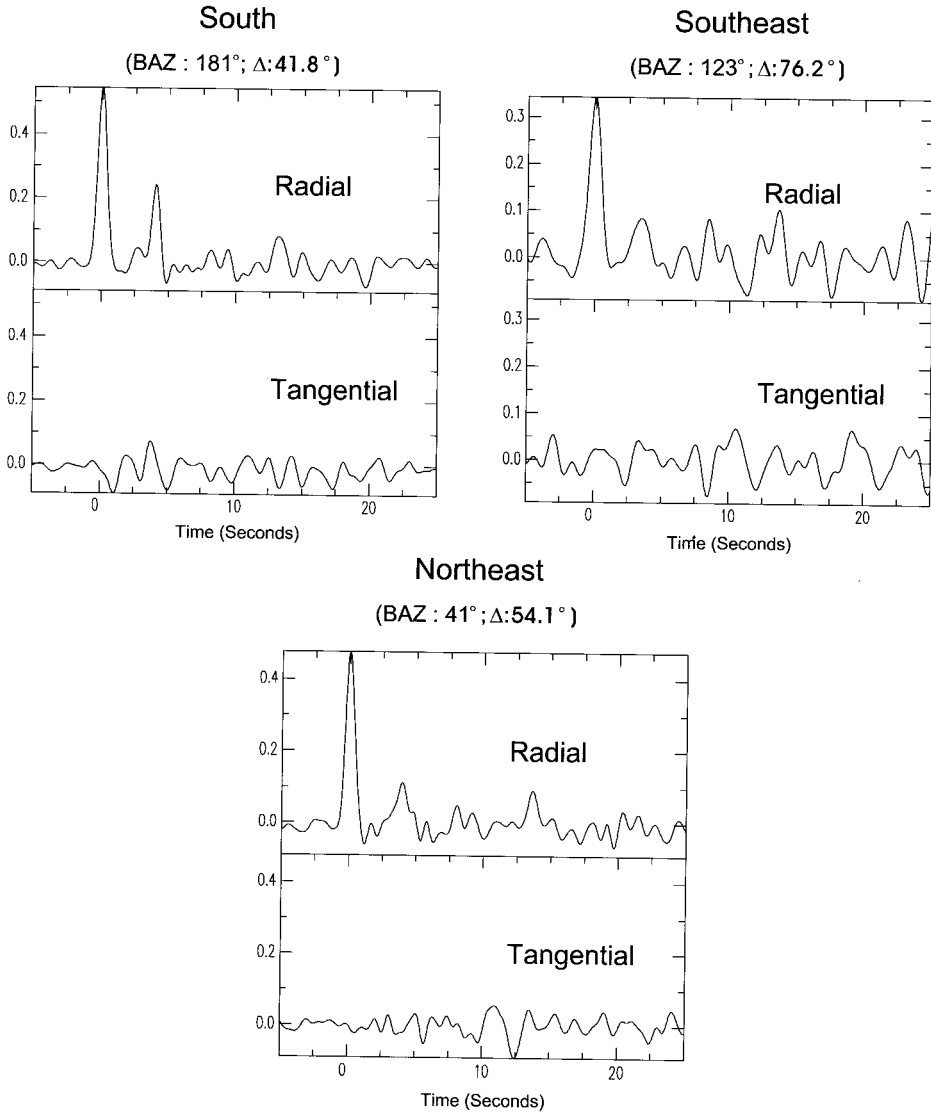 South
(BAZ : 181°; Δ:41.8°)
0.4
0.2
0.0
Radial
0.4
0.2
0.0
Tangential
0 10 20
Time (Seconds)
Southeast
(BAZ : 123°; Δ:76.2°)
0.3
0.2
0.1
0.0
Radial
0.3
0.2
0.1
0.0
Tangential
0 10 20
Time (Seconds)
Northeast
(BAZ : 41°; Δ:54.1°)
0.4
0.2
0.0
Radial
0.4
0.2
0.0
Tangential
0 10 20
Time (Seconds)